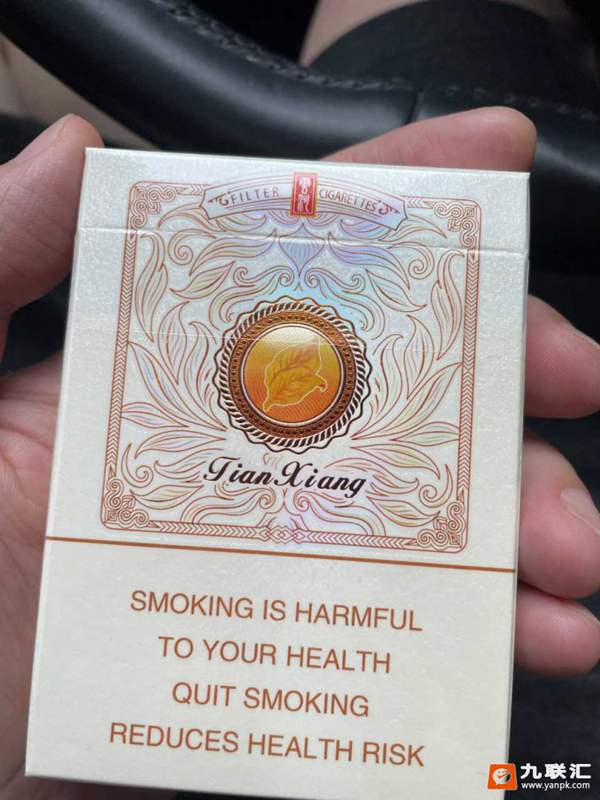 FILTER CIGARETTES
TianXiang
SMOKING IS HARMFUL
TO YOUR HEALTH
QUIT SMOKING
REDUCES HEALTH RISK
九联汇
www.yanpk.com